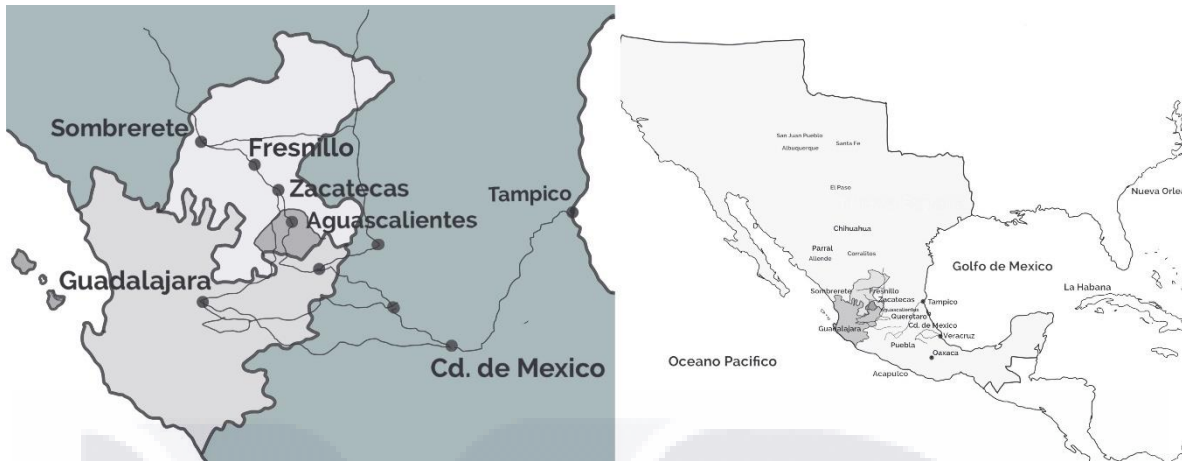 Sombrerete
Fresnillo
Zacatecas
Tampico
Aguascalientes
Guadalajara
Cd. de Mexico
San Juan Pueblo
Santa Fe
Albuquerque
Nueva Orlea
El Paso
Chihuahua
Parral
Corralitos
Allende
Golfo de Mexico
La Habana
Sombrerete
Fresnillo
Zacatecas
Tampico
Aguascalientes
Queretaro
Guadalajara
Cd. de Mexico
Veracruz
Puebla
Oaxaca
Oceano Pacifico
Acapulco